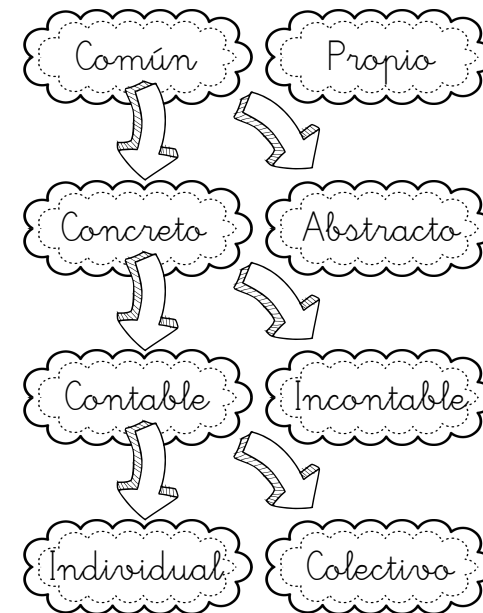 Común Propio
Concreto Abstracto
Contable Incontable
Individual Colectivo